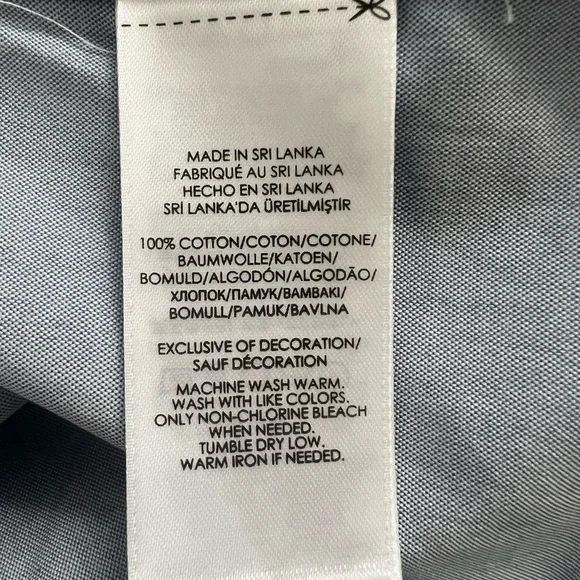 MADE IN SRI LANKA
FABRIQUÉ AU SRI LANKA
HECHO EN SRI LANKA
SRİ LANKA'DA ÜRETİLMİŞTİR
100% COTTON/COTON/COTONE/
BAUMWOLLE/KATOEN/
BOMULD/ALGODÓN/ALGODÃO/
ХЛОПОК/ПАМУК/ΒΑΜΒΑΚΙ/
BOMULL/PAMUK/BAVLNA
EXCLUSIVE OF DECORATION/
SAUF DÉCORATION
MACHINE WASH WARM.
WASH WITH LIKE COLORS.
ONLY NON-CHLORINE BLEACH
WHEN NEEDED.
TUMBLE DRY LOW.
WARM IRON IF NEEDED.